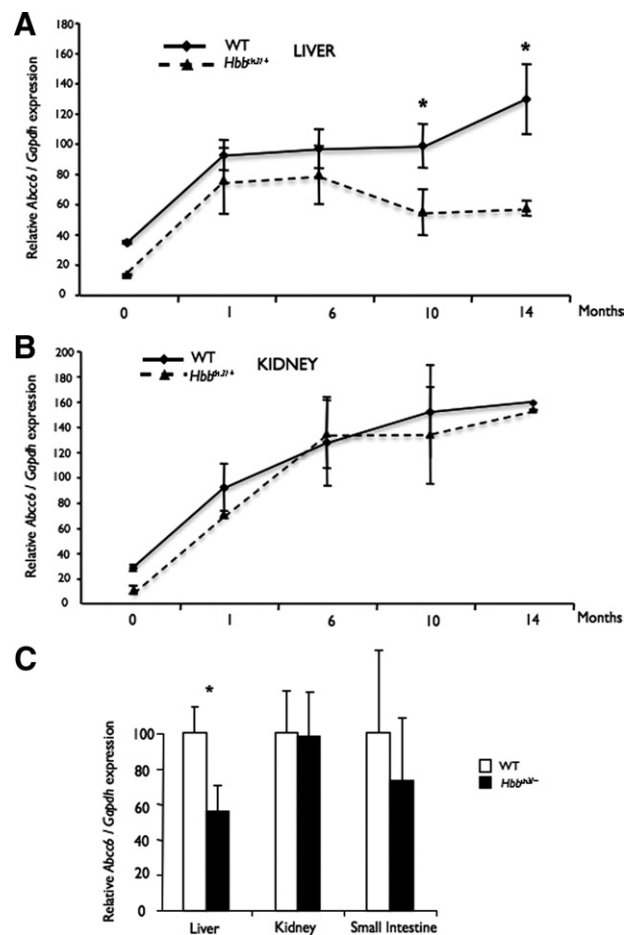 A
180
160
140
120
100
80
60
40
20
0
Relative Abcc6 / Gapdh expression
WT
LIVER
*
*
0 1 6 10 14 Months
B
200
180
160
140
120
100
80
60
40
20
0
Relative Abcc6 / Gapdh expression
WT
KIDNEY
0 1 6 10 14 Months
C
100
80
60
40
20
0
Relative Abcc6 / Gapdh expression
*
WT
Liver Kidney Small Intestine